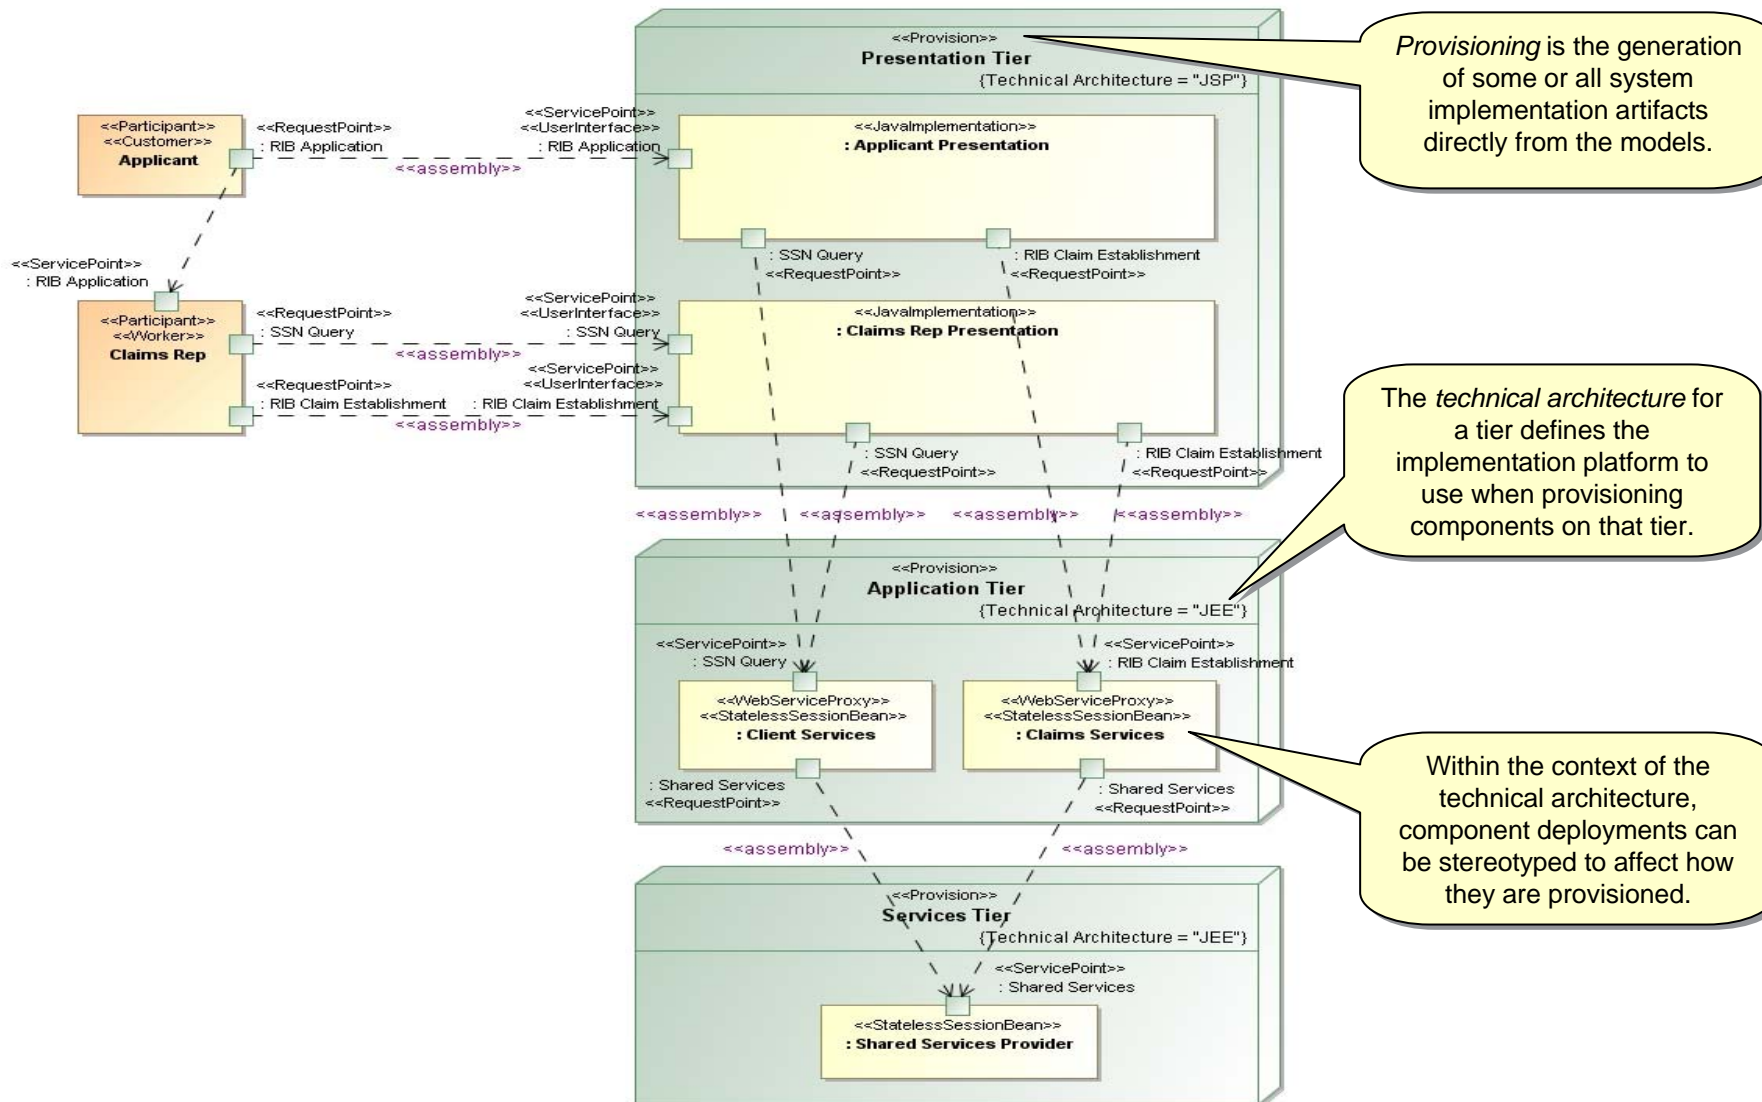 <<Provision>>
Presentation Tier
{Technical Architecture = "JSP"}
Provisioning is the generation
of some or all system
implementation artifacts
directly from the models.
<<Participant>>
<<Customer>>
Applicant
<<RequestPoint>>
: RIB Application
<<ServicePoint>>
<<UserInterface>>
: RIB Application
<<assembly>>
<<JavaImplementation>>
: Applicant Presentation
: SSN Query
<<RequestPoint>>
: RIB Claim Establishment
<<RequestPoint>>
<<ServicePoint>>
: RIB Application
<<Participant>>
<<Worker>>
Claims Rep
<<RequestPoint>>
: SSN Query
<<ServicePoint>>
<<UserInterface>>
: SSN Query
<<assembly>>
<<RequestPoint>>
: RIB Claim Establishment
<<ServicePoint>>
<<UserInterface>>
: RIB Claim Establishment
<<assembly>>
<<JavaImplementation>>
: Claims Rep Presentation
: SSN Query
<<RequestPoint>>
: RIB Claim Establishment
<<RequestPoint>>
The technical architecture for
a tier defines the
implementation platform to
use when provisioning
components on that tier.
<<assembly>>
<<assembly>>
<<assembly>>
<<assembly>>
<<Provision>>
Application Tier
{Technical Architecture = "JEE"}
<<ServicePoint>>
: SSN Query
<<ServicePoint>>
: RIB Claim Establishment
<<WebServiceProxy>>
<<StatelessSessionBean>>
: Client Services
<<WebServiceProxy>>
<<StatelessSessionBean>>
: Claims Services
: Shared Services
<<RequestPoint>>
: Shared Services
<<RequestPoint>>
Within the context of the
technical architecture,
component deployments can
be stereotyped to affect how
they are provisioned.
<<assembly>>
<<assembly>>
<<Provision>>
Services Tier
{Technical Architecture = "JEE"}
<<ServicePoint>>
: Shared Services
<<StatelessSessionBean>>
: Shared Services Provider